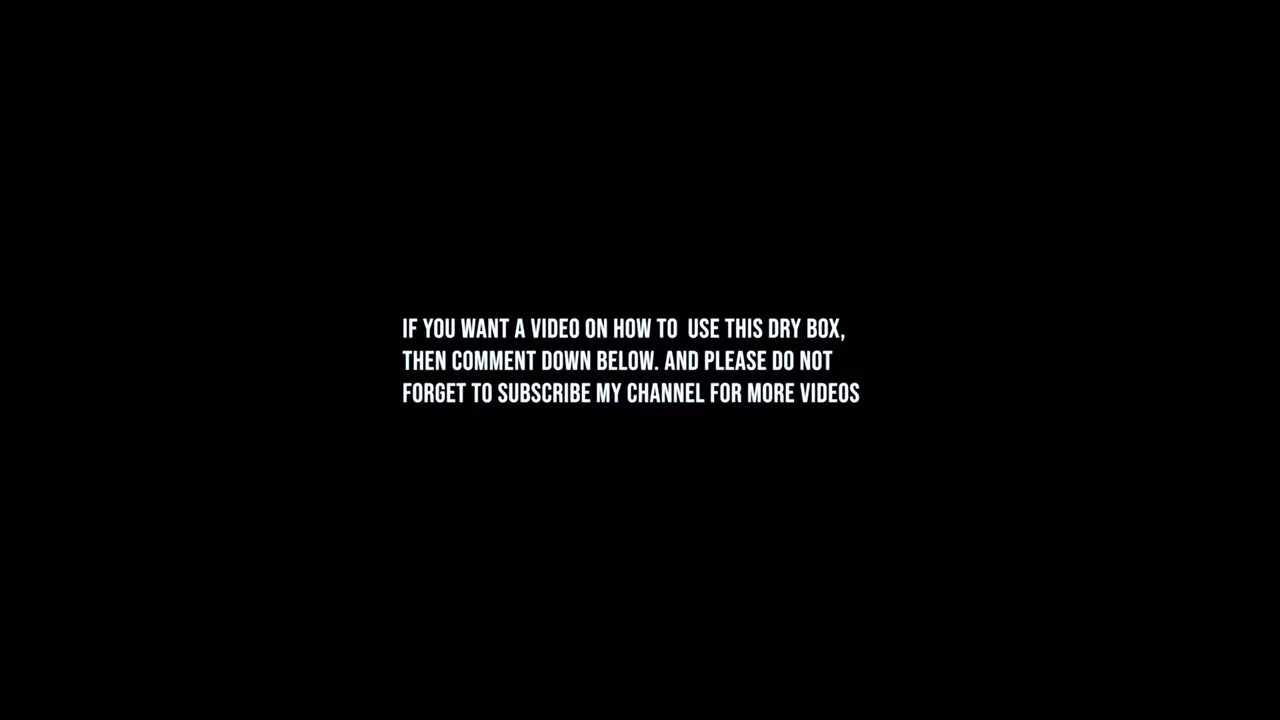 IF YOU WANT A VIDEO ON HOW TO  USE THIS DRY BOX,
THEN COMMENT DOWN BELOW. AND PLEASE DO NOT
FORGET TO SUBSCRIBE MY CHANNEL FOR MORE VIDEOS